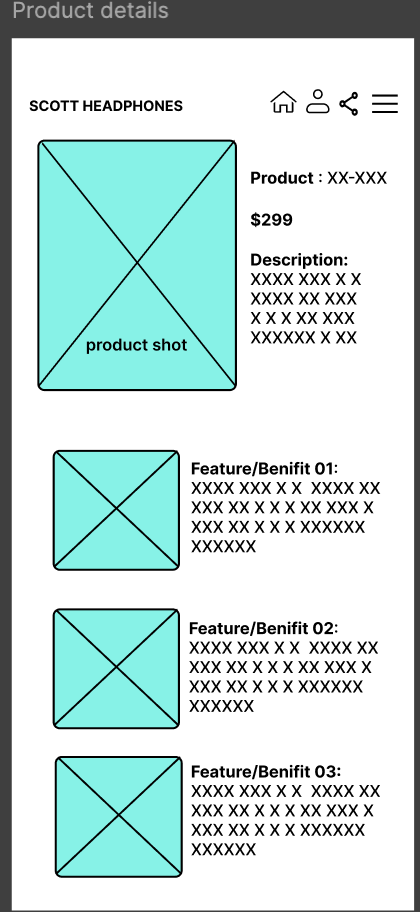 Product details
SCOTT HEADPHONES
Product : XX-XXX
$299
Description:
XXXX XXX X X
XXXX XX XXX
X X X XX XXX
XXXXXX X XX
product shot
Feature/Benifit 01:
XXXX XXX X X  XXXX XX
XXX XX X X X XX XXX X
XXX XX X X X XXXXXX
XXXXXX
Feature/Benifit 02:
XXXX XXX X X  XXXX XX
XXX XX X X X XX XXX X
XXX XX X X X XXXXXX
XXXXXX
Feature/Benifit 03:
XXXX XXX X X  XXXX XX
XXX XX X X X XX XXX X
XXX XX X X X XXXXXX
XXXXXX